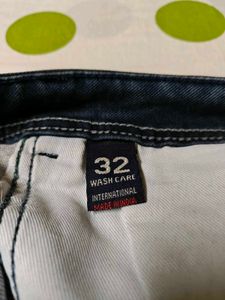 32
WASH CARE
INTERNATIONAL
MADE IN INDIA